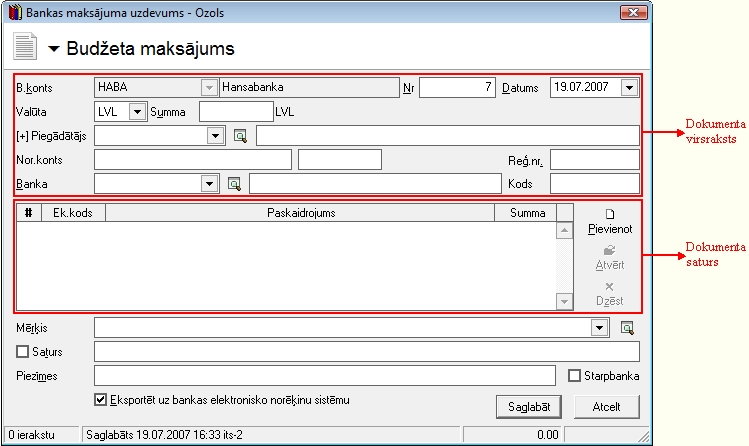 Bankas maksājuma uzdevums - Ozols
Budžeta maksājums
B.konts HABA Hansabanka Nr 7 Datums 19.07.2007
Valūta LVL Summa LVL
[+] Piegādātājs
Nor.konts Reģ.nr.
Banka Kods
Dokumenta
virsraksts
# Ek.kods Paskaidrojums Summa
Pievienot
Atvērt
Dzēst
Dokumenta
saturs
Mērķis
Saturs
Piezīmes Starpbanka
Eksportēt uz bankas elektronisko norēķinu sistēmu
Saglabāt Atcelt
0 ierakstu Saglabāts 19.07.2007 16:33 its-2 0.00